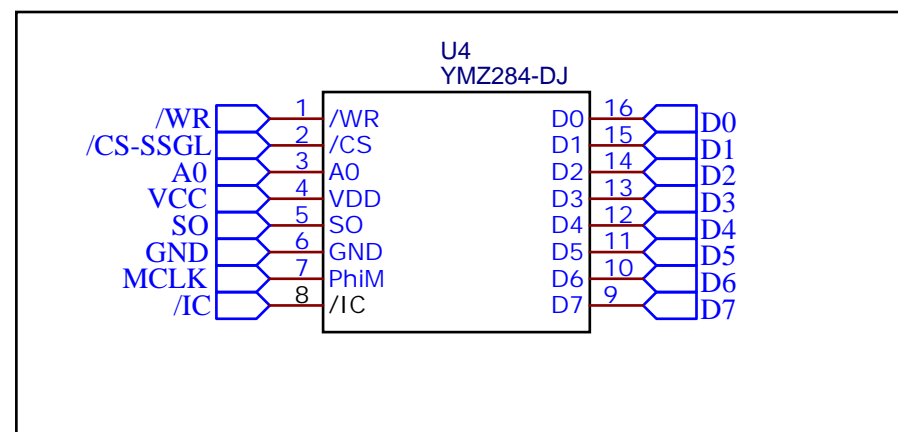 U4
YMZ284-DJ
/WR 1 /WR D0 16 D0
/CS-SSGL 2 /CS D1 15 D1
A0 3 A0 D2 14 D2
VCC 4 VDD D3 13 D3
SO 5 SO D4 12 D4
GND 6 GND D5 11 D5
MCLK 7 PhiM D6 10 D6
/IC 8 /IC D7 9 D7